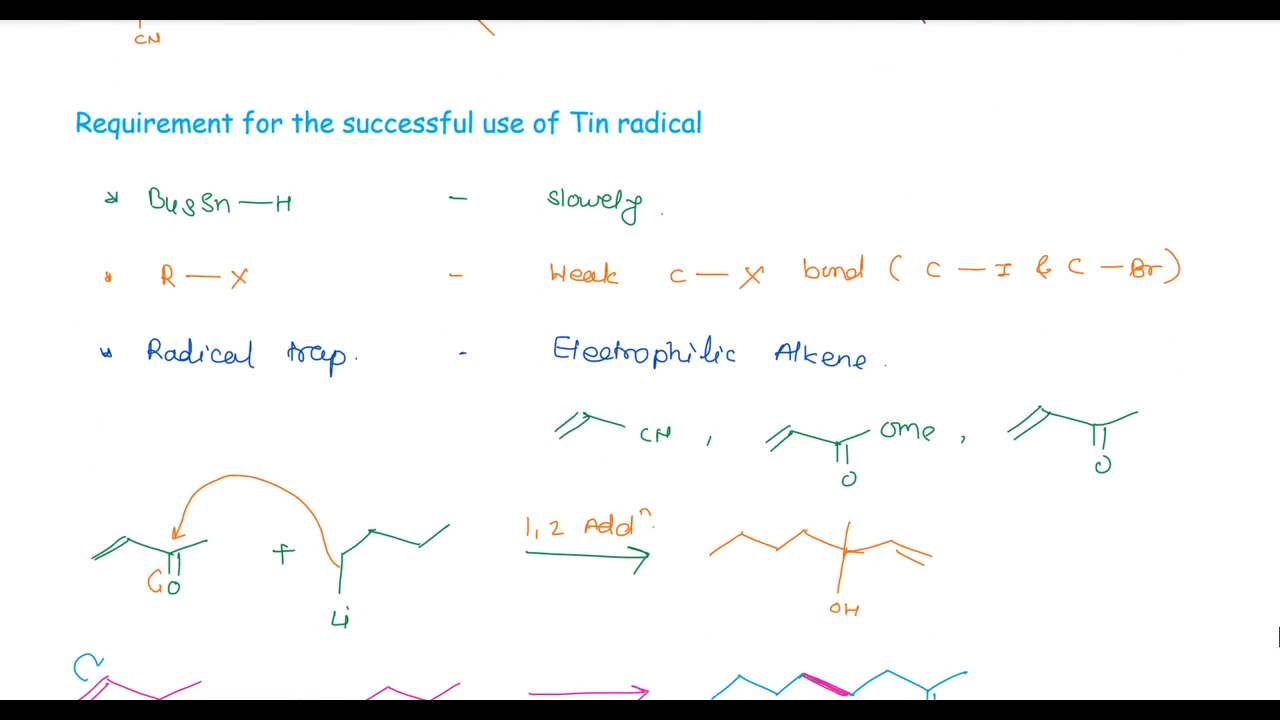 CN
Requirement for the successful use of Tin radical
* Bu3Sn—H – slowely.
* R—X – Weak C—X bond (C—I & C—Br)
* Radical trap. – Electrophilic Alkene.
CN, OMe, O O
1,2 Addn.
+
O
Li
OH